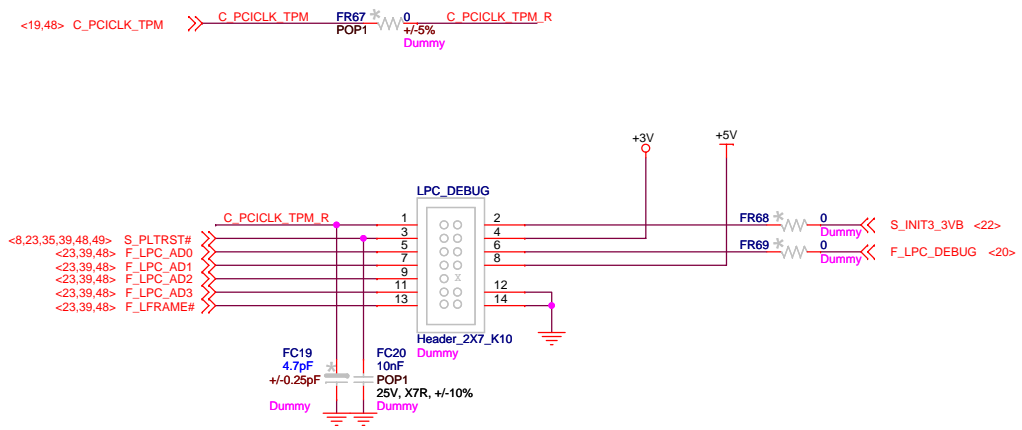 <19,48> C_PCICLK_TPM C_PCICLK_TPM FR67 * 0 C_PCICLK_TPM_R
POP1 +/-5%
Dummy
+3V +5V
LPC_DEBUG
C_PCICLK_TPM_R 1 2 FR68 * 0 S_INIT3_3VB <22>
Dummy
<8,23,35,39,48,49> S_PLTRST# 3 4
<23,39,48> F_LPC_AD0 5 6 FR69 * 0 F_LPC_DEBUG <20>
Dummy
<23,39,48> F_LPC_AD1 7 8
<23,39,48> F_LPC_AD2 9 X
<23,39,48> F_LPC_AD3 11 12
<23,39,48> F_LFRAME# 13 14
Header_2X7_K10
Dummy
FC19 FC20
4.7pF * 10nF
+/-0.25pF POP1
25V, X7R, +/-10%
Dummy Dummy